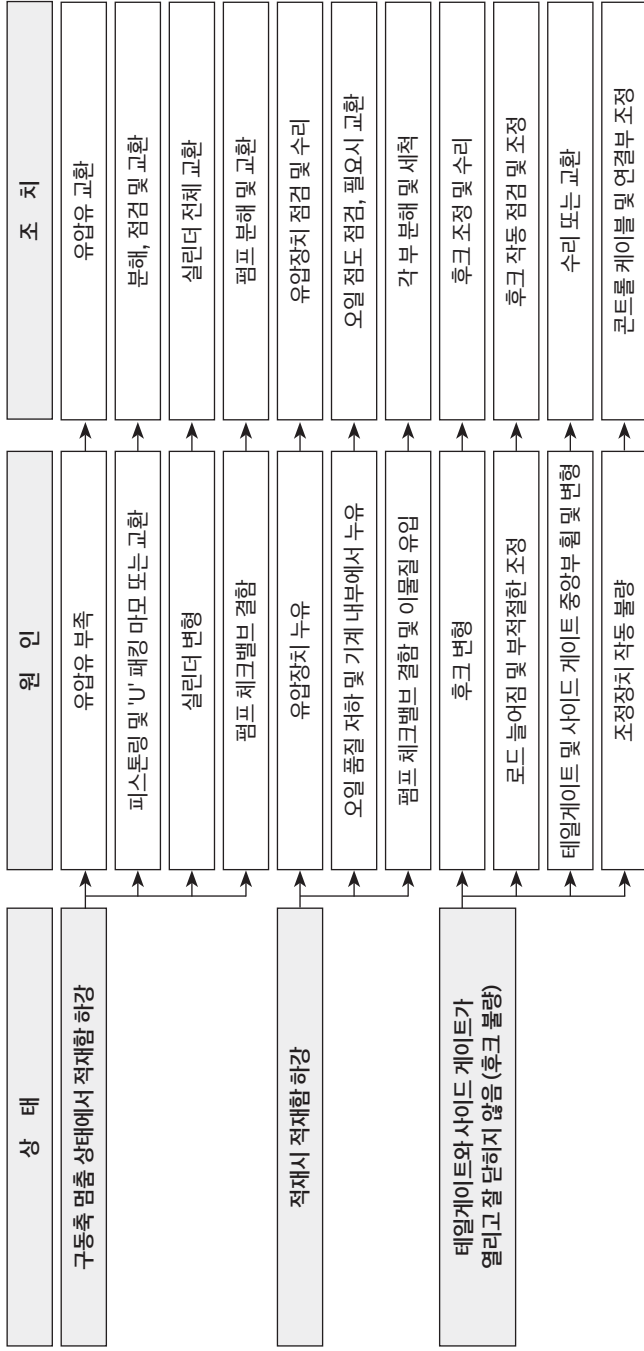 상 태
원 인
조 치
구동축 멈춤 상태에서 적재함 하강
유압유 부족
유압유 교환
피스톤링 및 'U' 패킹 마모 또는 교환
분해, 점검 및 교환
실린더 변형
실린더 전체 교환
펌프 체크밸브 결함
펌프 분해 및 교환
적재시 적재함 하강
유압장치 누유
유압장치 점검 및 수리
오일 품질 저하 및 기계 내부에서 누유
오일 점도 점검, 필요시 교환
펌프 체크밸브 결함 및 이물질 유입
각 부 분해 및 세척
테일게이트와 사이드 게이트가
열리고 잘 닫히지 않음 (후크 불량)
후크 변형
후크 조정 및 수리
로드 늘어짐 및 부적절한 조정
후크 작동 점검 및 조정
테일게이트 및 사이드 게이트 중앙부 휨 및 변형
수리 또는 교환
조정장치 작동 불량
콘트롤 케이블 및 연결부 조정